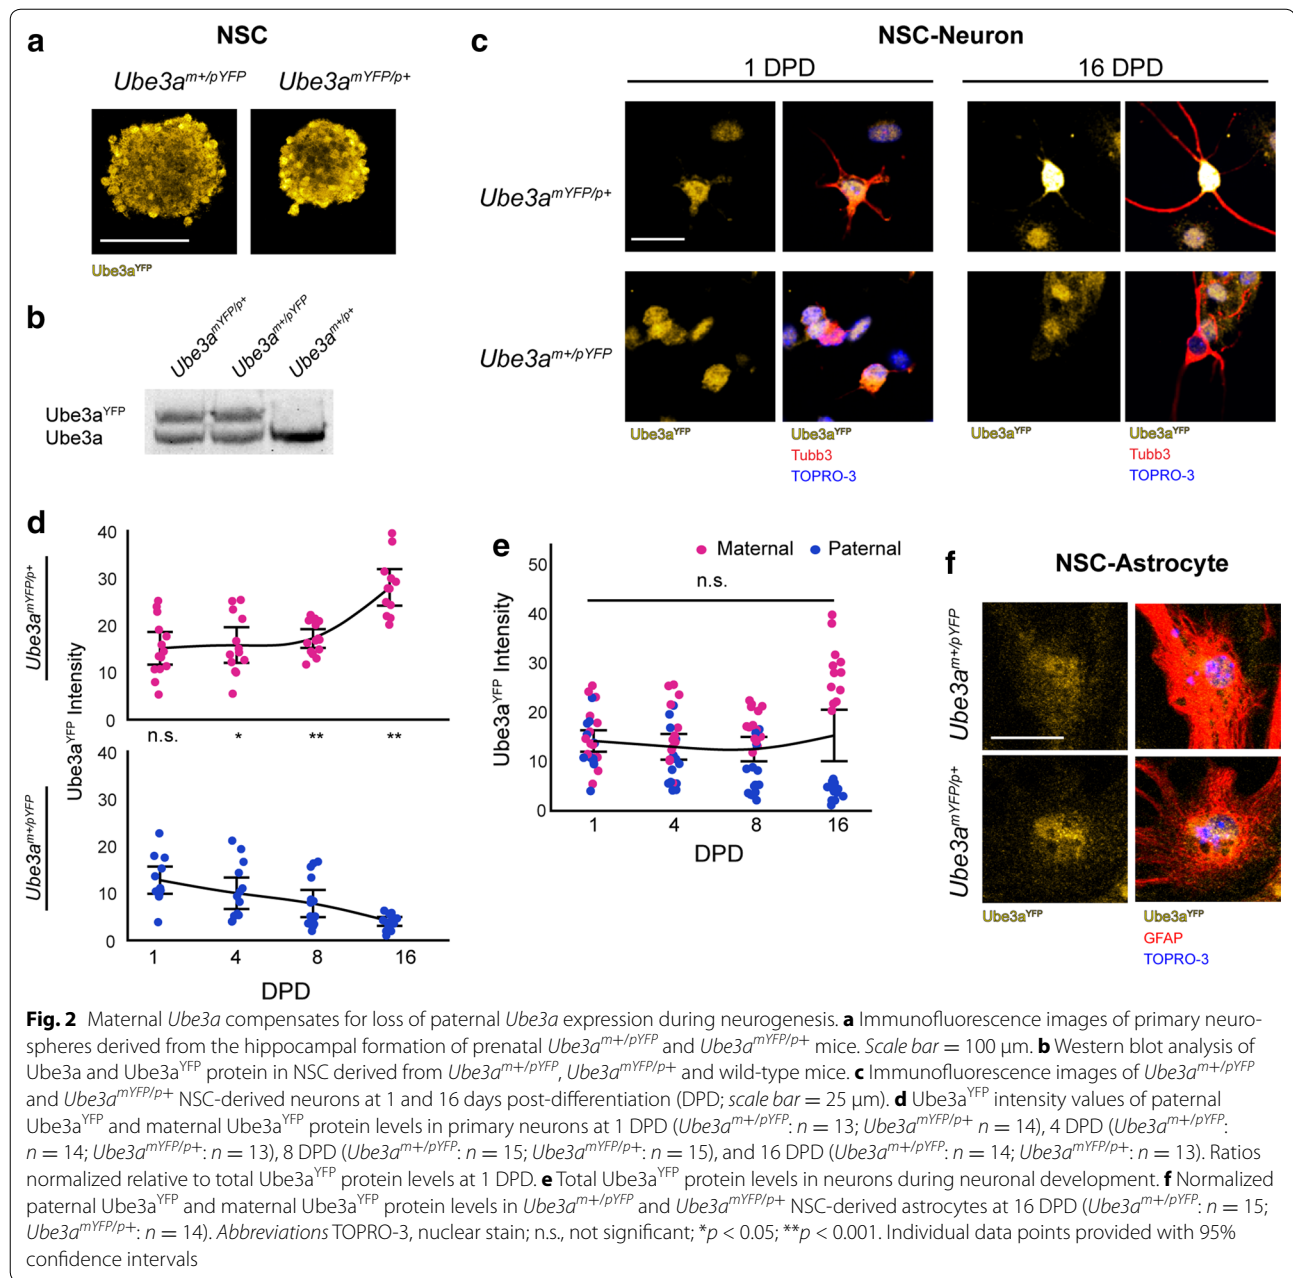 a
NSC
Ube3a^m+/pYFP
Ube3a^mYFP/p+
Ube3a^YFP
b
Ube3a^mYFP/p+
Ube3a^m+/pYFP
Ube3a^m+/p+
Ube3a^YFP
Ube3a
c
NSC-Neuron
1 DPD
16 DPD
Ube3a^mYFP/p+
Ube3a^m+/pYFP
Ube3a^YFP
Ube3a^YFP
Tubb3
TOPRO-3
Ube3a^YFP
Ube3a^YFP
Tubb3
TOPRO-3
d
Ube3a^mYFP/p+
Ube3a^m+/pYFP
Ube3a^YFP Intensity
40
30
20
10
0
n.s.
*
**
**
40
30
20
10
0
1
4
8
16
DPD
e
Maternal
Paternal
n.s.
Ube3a^YFP Intensity
50
40
30
20
10
0
1
4
8
16
DPD
f
NSC-Astrocyte
Ube3a^m+/pYFP
Ube3a^mYFP/p+
Ube3a^YFP
Ube3a^YFP
GFAP
TOPRO-3
Fig. 2 Maternal Ube3a compensates for loss of paternal Ube3a expression during neurogenesis. a Immunofluorescence images of primary neuro-
spheres derived from the hippocampal formation of prenatal Ube3a^m+/pYFP and Ube3a^mYFP/p+ mice. Scale bar = 100 μm. b Western blot analysis of
Ube3a and Ube3a^YFP protein in NSC derived from Ube3a^m+/pYFP, Ube3a^mYFP/p+ and wild-type mice. c Immunofluorescence images of Ube3a^m+/pYFP
and Ube3a^mYFP/p+ NSC-derived neurons at 1 and 16 days post-differentiation (DPD; scale bar = 25 μm). d Ube3a^YFP intensity values of paternal
Ube3a^YFP and maternal Ube3a^YFP protein levels in primary neurons at 1 DPD (Ube3a^m+/pYFP: n = 13; Ube3a^mYFP/p+ n = 14), 4 DPD (Ube3a^m+/pYFP:
n = 14; Ube3a^mYFP/p+: n = 13), 8 DPD (Ube3a^m+/pYFP: n = 15; Ube3a^mYFP/p+: n = 15), and 16 DPD (Ube3a^m+/pYFP: n = 14; Ube3a^mYFP/p+: n = 13). Ratios
normalized relative to total Ube3a^YFP protein levels at 1 DPD. e Total Ube3a^YFP protein levels in neurons during neuronal development. f Normalized
paternal Ube3a^YFP and maternal Ube3a^YFP protein levels in Ube3a^m+/pYFP and Ube3a^mYFP/p+ NSC-derived astrocytes at 16 DPD (Ube3a^m+/pYFP: n = 15;
Ube3a^mYFP/p+: n = 14). Abbreviations TOPRO-3, nuclear stain; n.s., not significant; *p < 0.05; **p < 0.001. Individual data points provided with 95%
confidence intervals